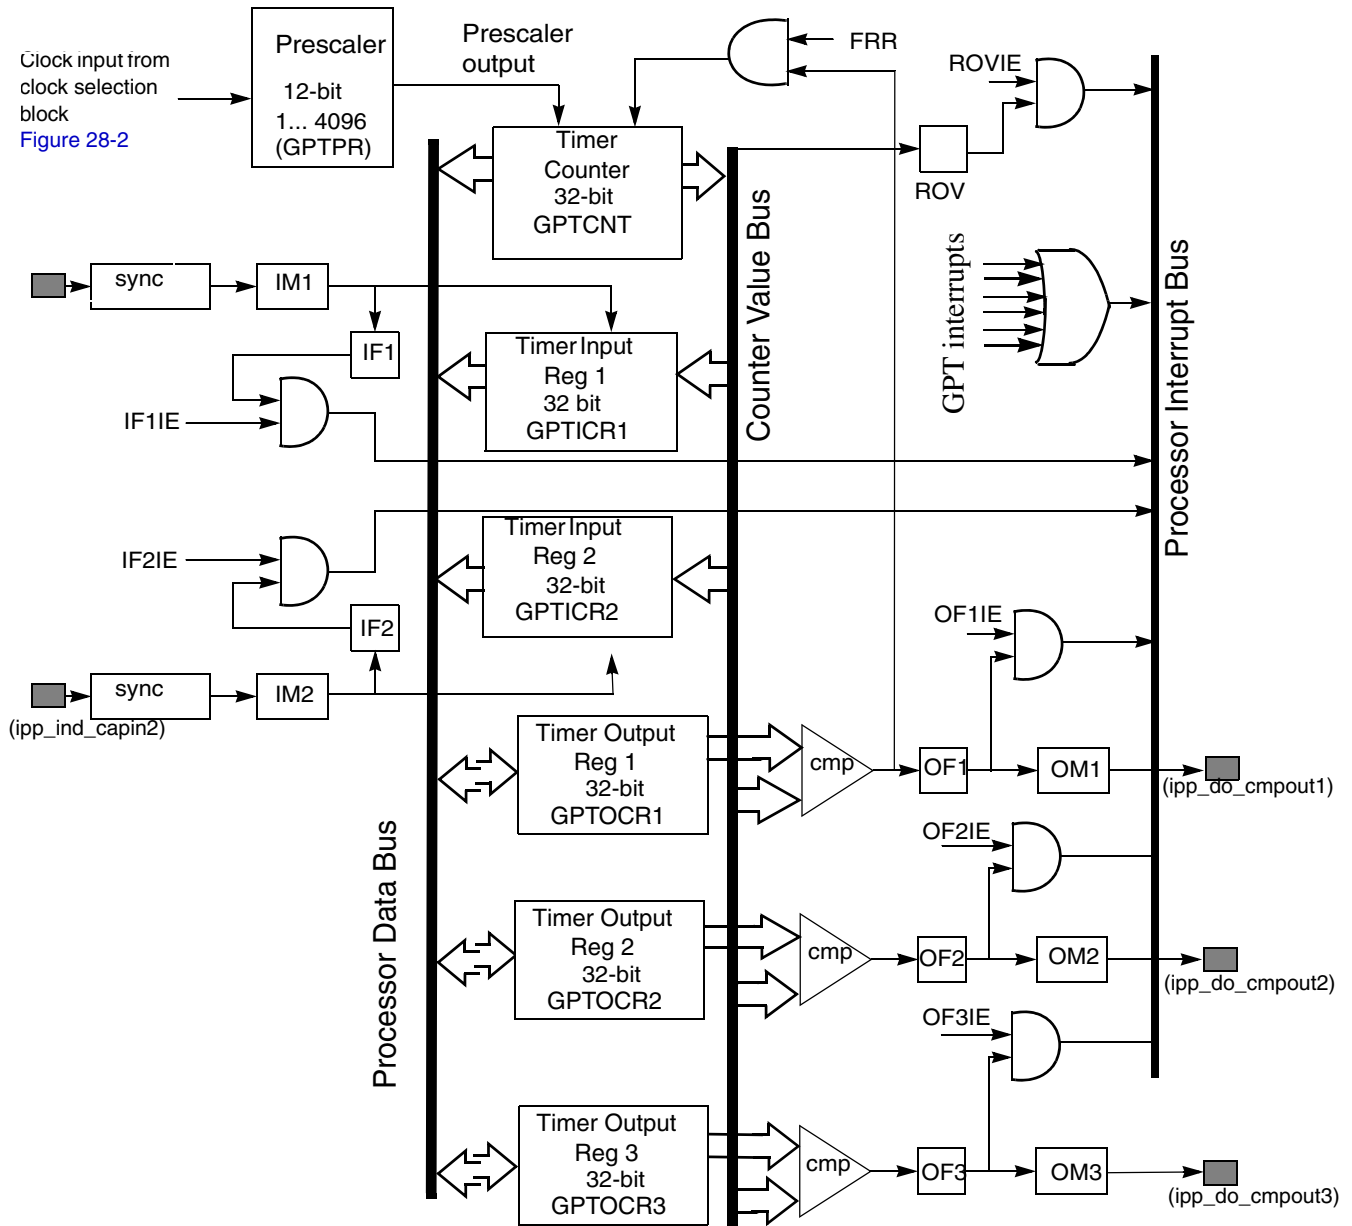 Clock input from
clock selection
block
Figure 28-2
Prescaler
12-bit
1... 4096
(GPTPR)
Prescaler
output
FRR
ROVIE
Timer
Counter
32-bit
GPTCNT
ROV
Counter Value Bus
GPT interrupts
Processor Interrupt Bus
sync
IM1
IF1
IF1IE
Timer Input
Reg 1
32 bit
GPTICR1
IF2IE
IF2
Timer Input
Reg 2
32-bit
GPTICR2
sync
IM2
(ipp_ind_capin2)
OF1IE
Timer Output
Reg 1
32-bit
GPTOCR1
cmp
OF1
OM1
(ipp_do_cmpout1)
Processor Data Bus
OF2IE
Timer Output
Reg 2
32-bit
GPTOCR2
cmp
OF2
OM2
(ipp_do_cmpout2)
OF3IE
Timer Output
Reg 3
32-bit
GPTOCR3
cmp
OF3
OM3
(ipp_do_cmpout3)